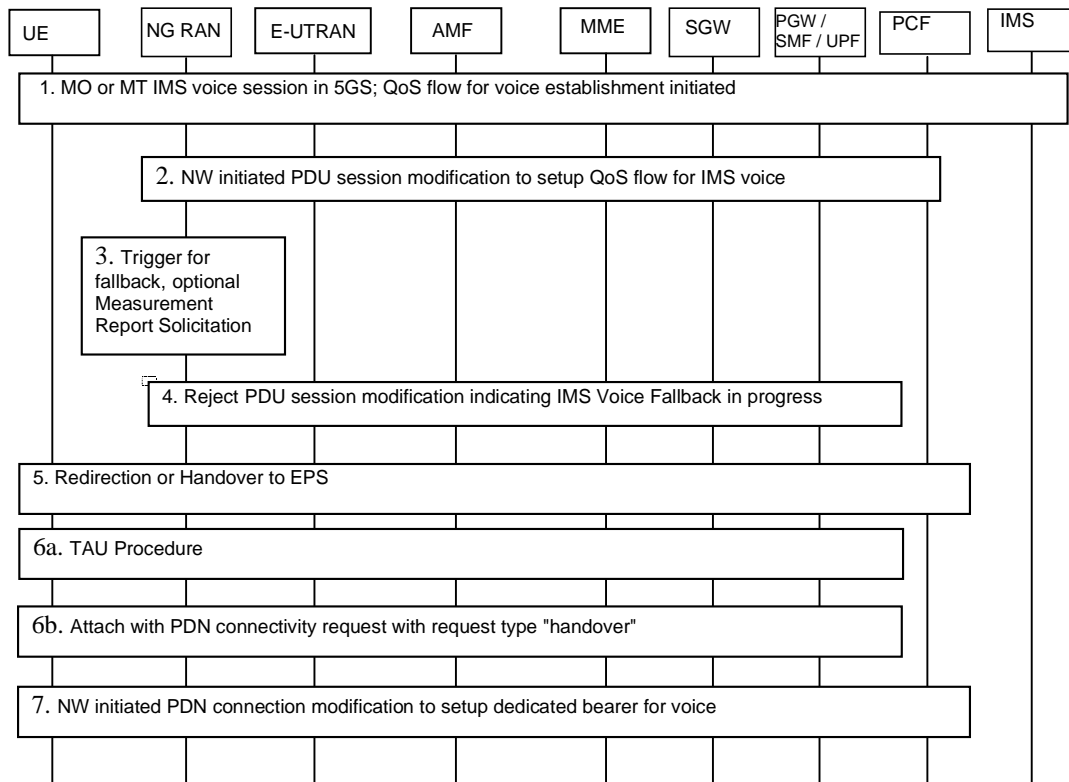 UE
NG RAN
E-UTRAN
AMF
MME
SGW
PGW /
SMF / UPF
PCF
IMS
1. MO or MT IMS voice session in 5GS; QoS flow for voice establishment initiated
2. NW initiated PDU session modification to setup QoS flow for IMS voice
3. Trigger for
fallback, optional
Measurement
Report Solicitation
4. Reject PDU session modification indicating IMS Voice Fallback in progress
5. Redirection or Handover to EPS
6a. TAU Procedure
6b. Attach with PDN connectivity request with request type "handover"
7. NW initiated PDN connection modification to setup dedicated bearer for voice